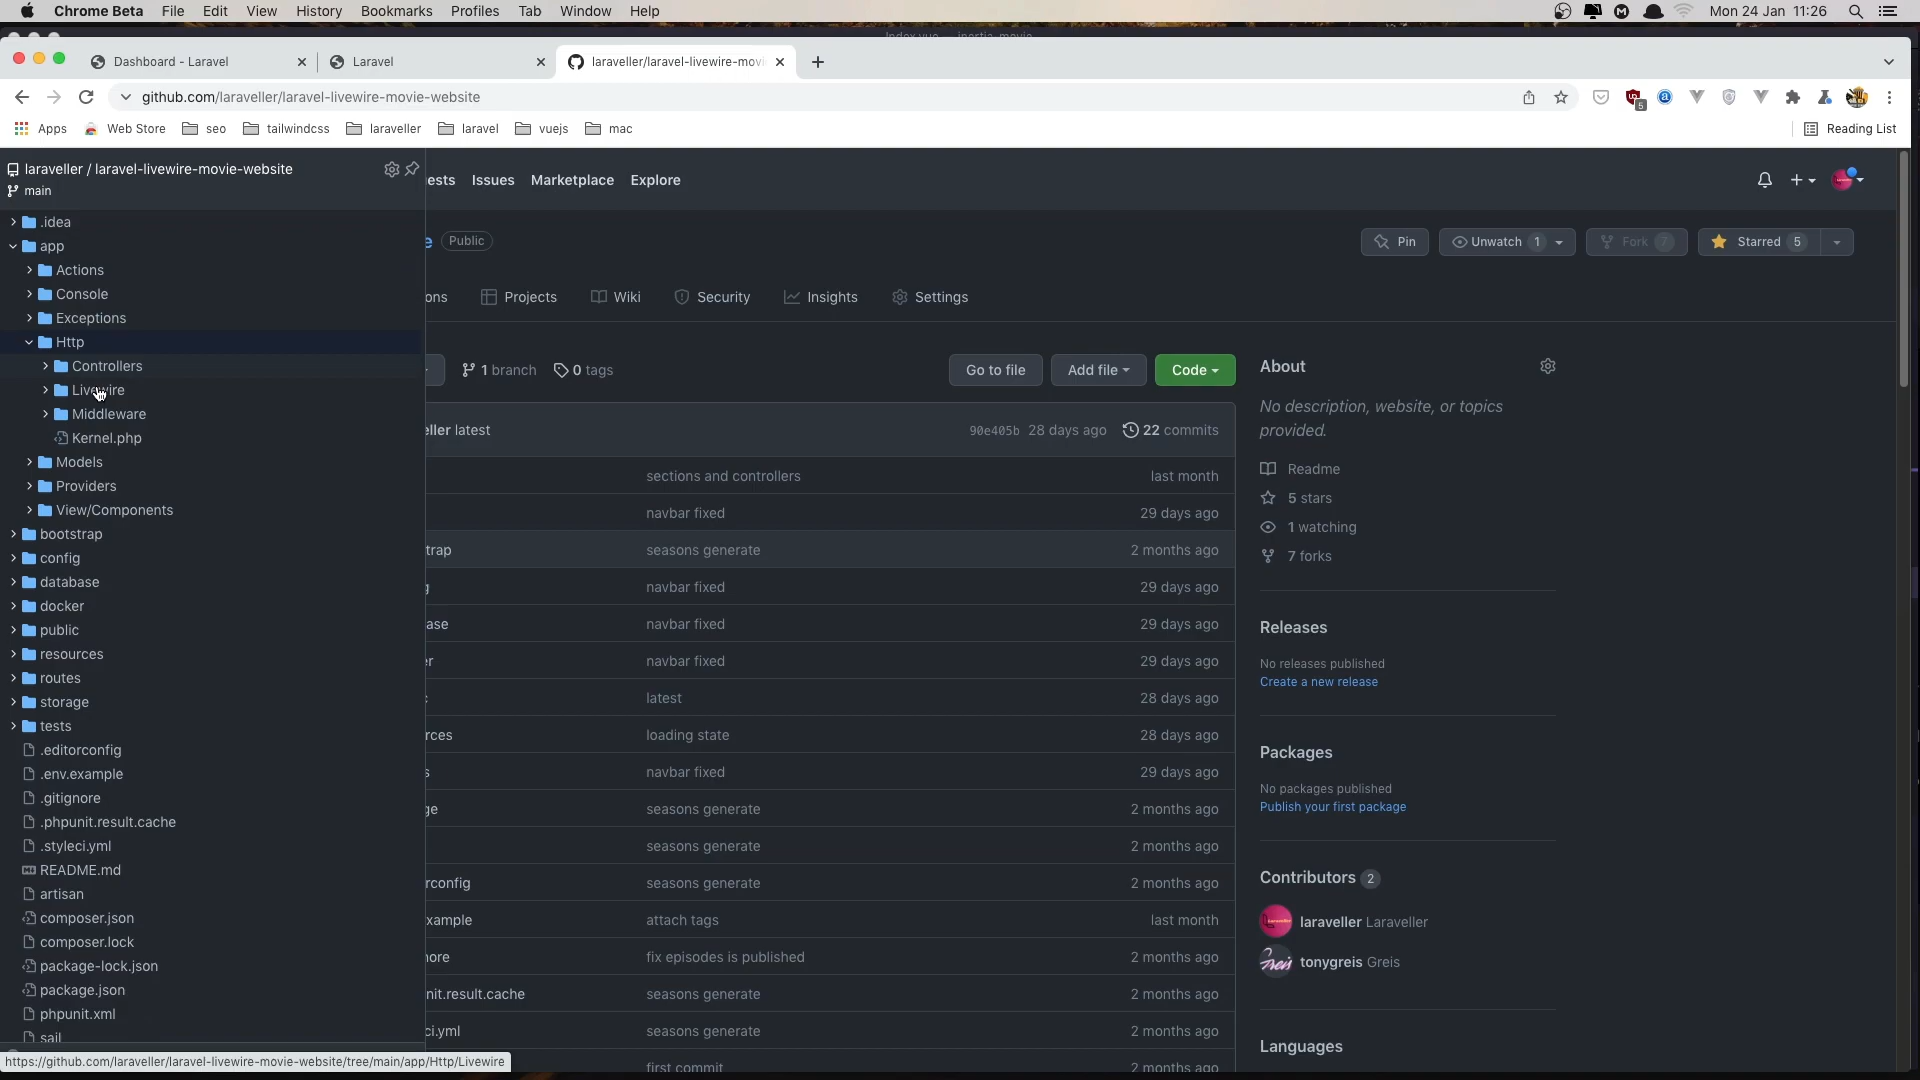 Chrome Beta File Edit View History Bookmarks Profiles Tab Window Help
Mon 24 Jan 11:26
Index.vue — inertia-movie
Dashboard - Laravel
Laravel
laraveller/laravel-livewire-movi
github.com/laraveller/laravel-livewire-movie-website
5
Apps Web Store seo tailwindcss laraveller laravel vuejs mac
Reading List
laraveller / laravel-livewire-movie-website
main
.idea
app
Actions
Console
Exceptions
Http
Controllers
Livewire
Middleware
Kernel.php
Models
Providers
View/Components
bootstrap
config
database
docker
public
resources
routes
storage
tests
.editorconfig
.env.example
.gitignore
.phpunit.result.cache
.styleci.yml
README.md
artisan
composer.json
composer.lock
package-lock.json
package.json
phpunit.xml
sail
https://github.com/laraveller/laravel-livewire-movie-website/tree/main/app/Http/Livewire
ests Issues Marketplace Explore
e Public
Pin Unwatch 1 Fork 7 Starred 5
ons Projects Wiki Security Insights Settings
1 branch 0 tags
Go to file Add file Code
eller latest 90e405b 28 days ago 22 commits
sections and controllers last month
navbar fixed 29 days ago
trap seasons generate 2 months ago
g navbar fixed 29 days ago
ase navbar fixed 29 days ago
er navbar fixed 29 days ago
c latest 28 days ago
rces loading state 28 days ago
s navbar fixed 29 days ago
ge seasons generate 2 months ago
seasons generate 2 months ago
rconfig seasons generate 2 months ago
xample attach tags last month
nore fix episodes is published 2 months ago
nit.result.cache seasons generate 2 months ago
ci.yml seasons generate 2 months ago
first commit 2 months ago
About
No description, website, or topics
provided.
Readme
5 stars
1 watching
7 forks
Releases
No releases published
Create a new release
Packages
No packages published
Publish your first package
Contributors 2
laraveller Laraveller
tonygreis Greis
Languages